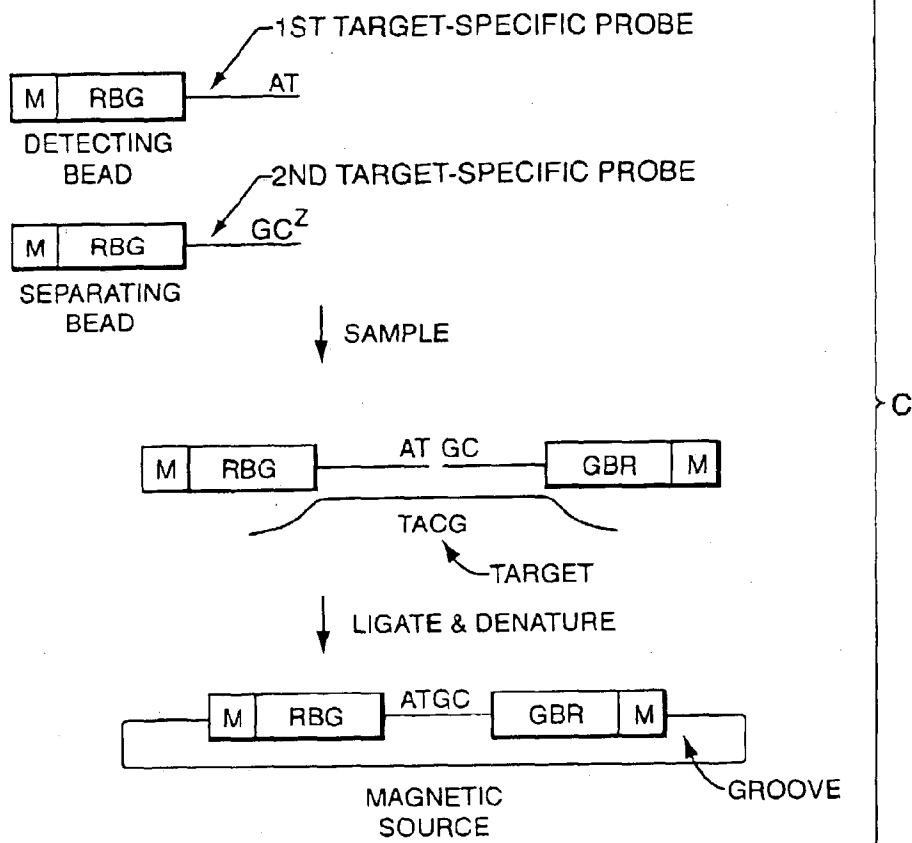 1ST TARGET-SPECIFIC PROBE
M RBG AT
DETECTING
BEAD
2ND TARGET-SPECIFIC PROBE
M RBG GCZ
SEPARATING
BEAD
SAMPLE
C
M RBG AT GC GBR M
TACG
TARGET
LIGATE & DENATURE
M RBG ATGC GBR M
GROOVE
MAGNETIC
SOURCE